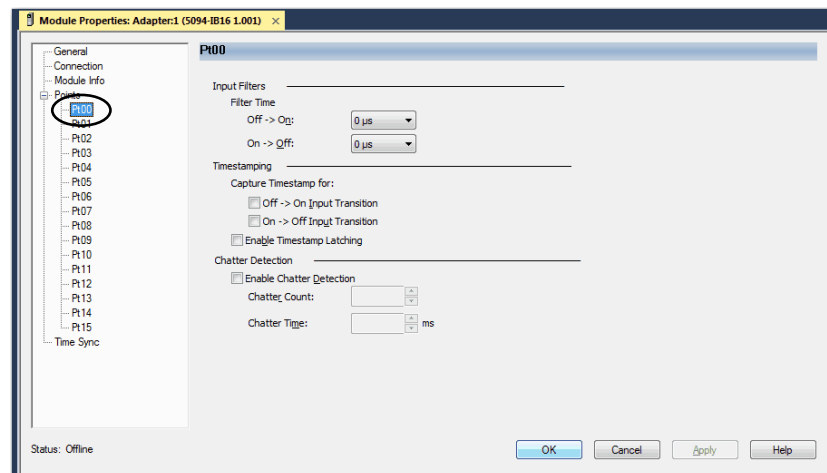 Module Properties: Adapter:1 (5094-IB16 1.001) ×
General
Connection
Module Info
Points
Pt00
Pt01
Pt02
Pt03
Pt04
Pt05
Pt06
Pt07
Pt08
Pt09
Pt10
Pt11
Pt12
Pt13
Pt14
Pt15
Time Sync
Pt00
Input Filters
Filter Time
Off -> On: 0 µs
On -> Off: 0 µs
Timestamping
Capture Timestamp for:
Off -> On Input Transition
On -> Off Input Transition
Enable Timestamp Latching
Chatter Detection
Enable Chatter Detection
Chatter Count:
Chatter Time: ms
Status: Offline
OK Cancel Apply Help